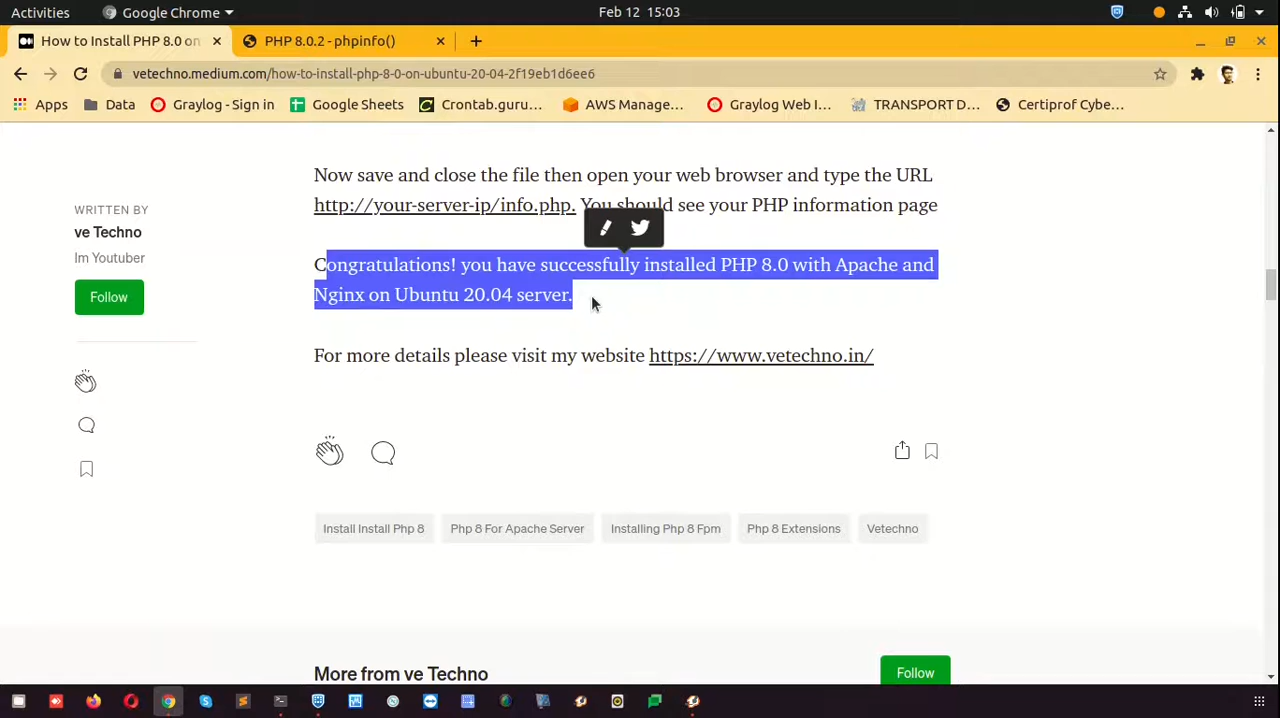 Activities
Google Chrome
Feb 12 15:03
How to Install PHP 8.0 on
PHP 8.0.2 - phpinfo()
vetechno.medium.com/how-to-install-php-8-0-on-ubuntu-20-04-2f19eb1d6ee6
Apps
Data
Graylog - Sign in
Google Sheets
Crontab.guru...
AWS Manage...
Graylog Web I...
TRANSPORT D...
Certiprof Cybe...
WRITTEN BY
ve Techno
Im Youtuber
Follow
Now save and close the file then open your web browser and type the URL
http://your-server-ip/info.php. You should see your PHP information page
Congratulations! you have successfully installed PHP 8.0 with Apache and
Nginx on Ubuntu 20.04 server.
For more details please visit my website https://www.vetechno.in/
Install Install Php 8
Php 8 For Apache Server
Installing Php 8 Fpm
Php 8 Extensions
Vetechno
More from ve Techno
Follow